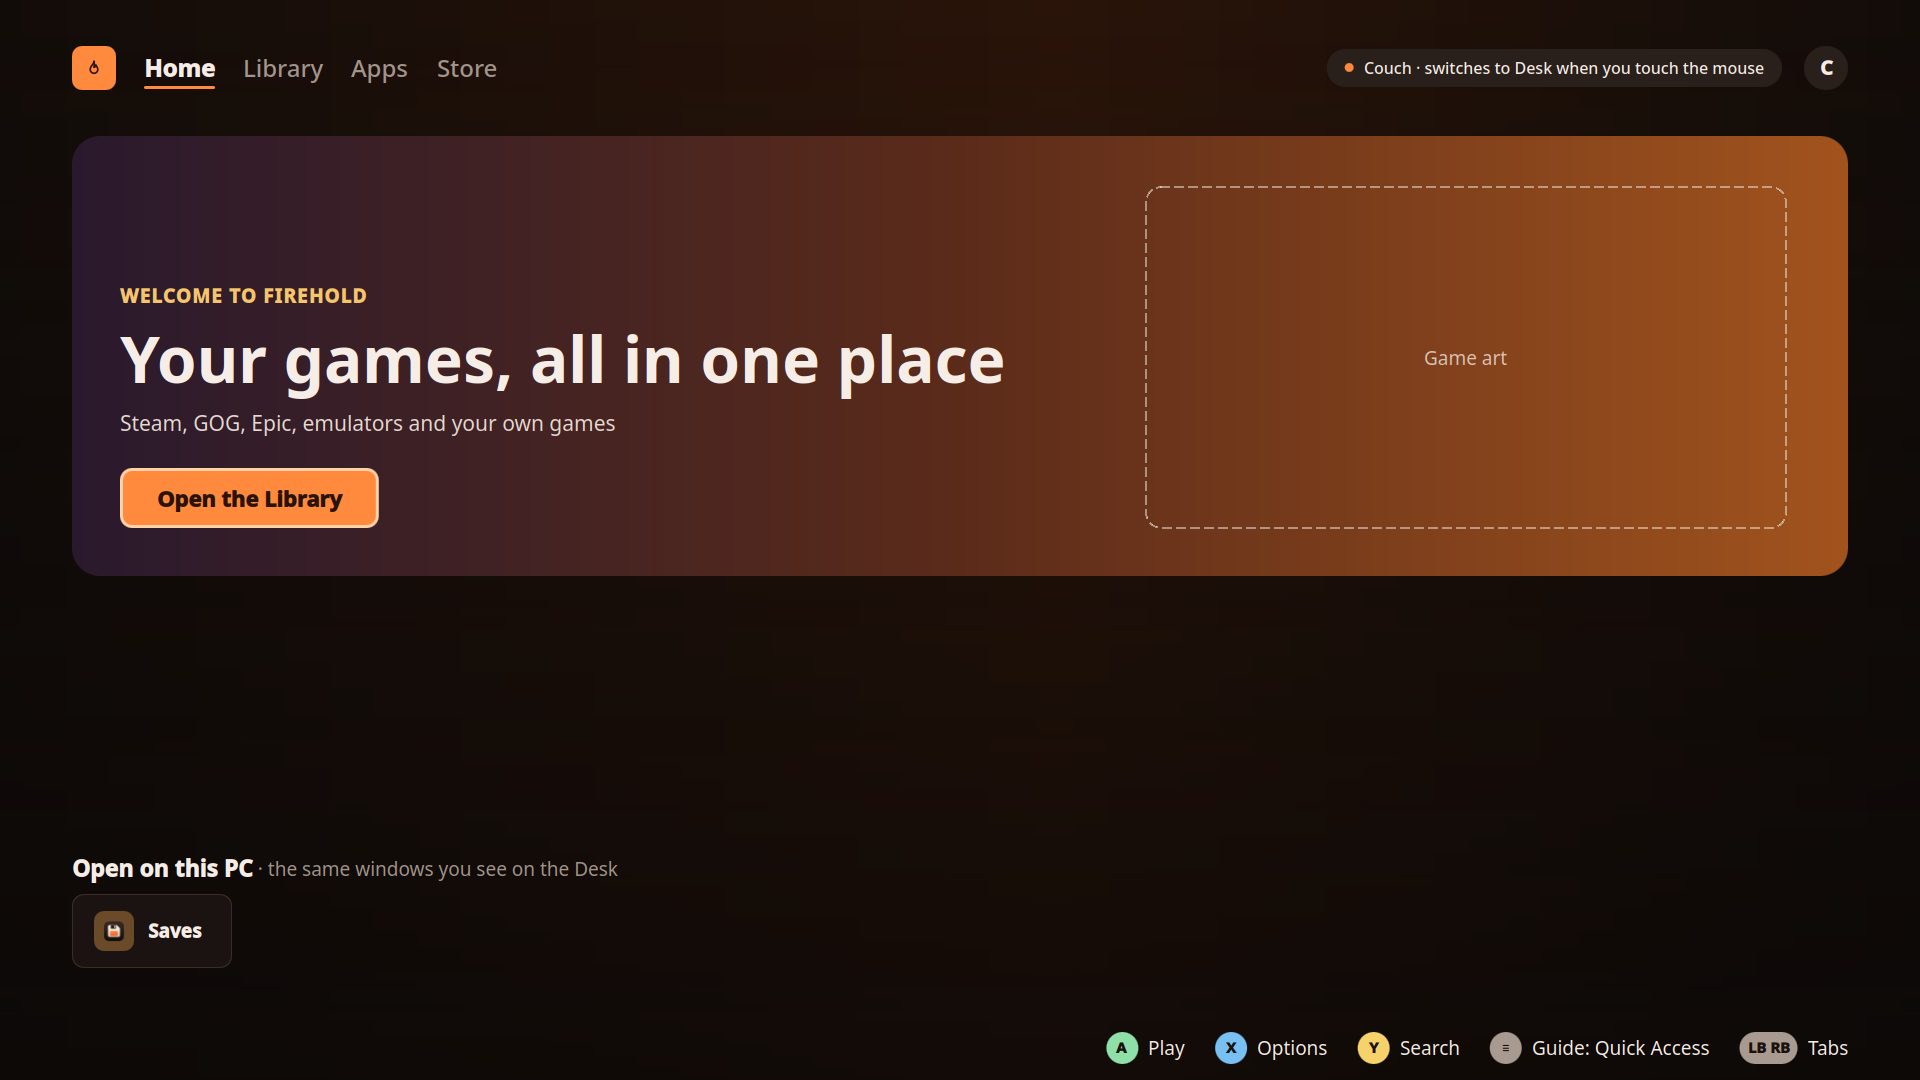 Home Library Apps Store
Couch · switches to Desk when you touch the mouse
C
WELCOME TO FIREHOLD
Your games, all in one place
Steam, GOG, Epic, emulators and your own games
Open the Library
Game art
Open on this PC · the same windows you see on the Desk
Saves
A Play X Options Y Search ≡ Guide: Quick Access LB RB Tabs